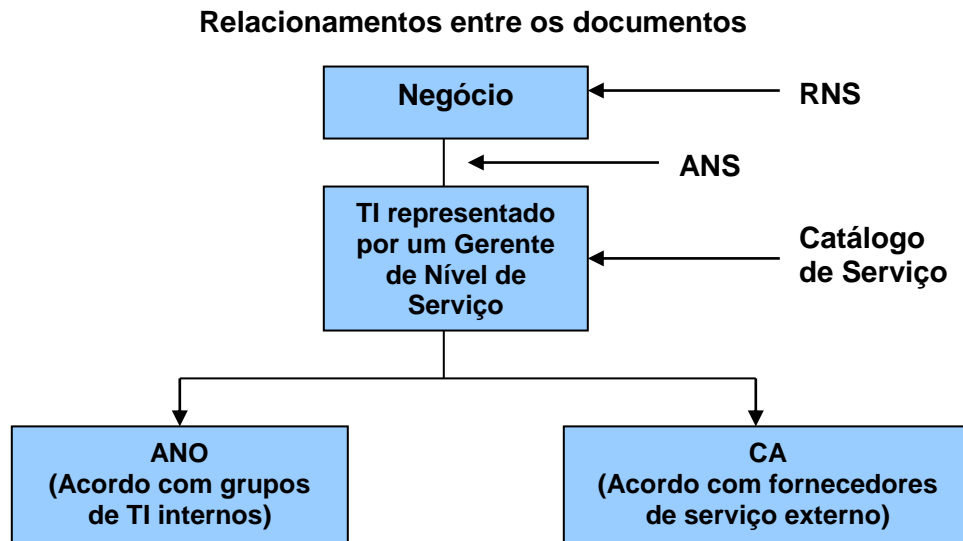 Relacionamentos entre os documentos
Negócio
RNS
ANS
TI representado
por um Gerente
de Nível de
Serviço
Catálogo
de Serviço
ANO
(Acordo com grupos
de TI internos)
CA
(Acordo com fornecedores
de serviço externo)